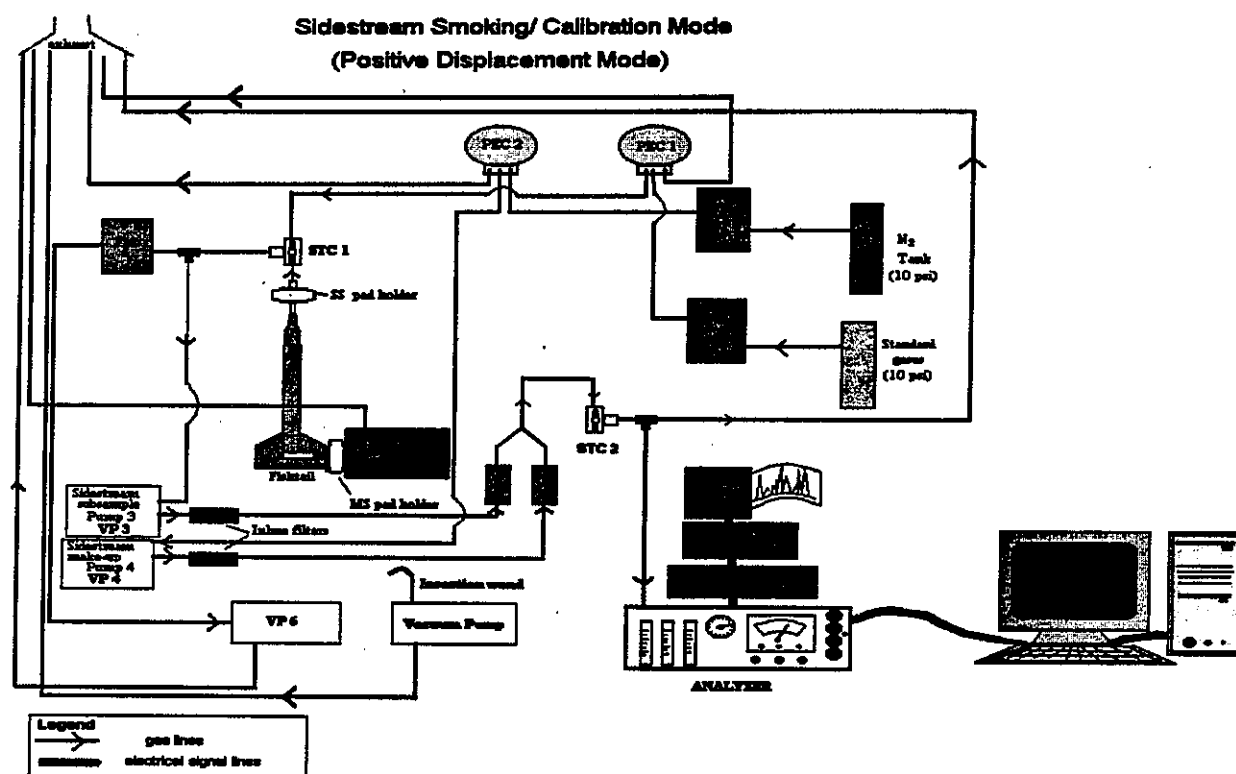 Sidestream Smoking/ Calibration Mode
(Positive Displacement Mode)
exhaust
PEC 2
PEC 1
STC 1
N₂
Tank
(10 psi)
SS pad holder
Standard
gases
(10 psi)
STC 2
Fishtail
MS pad holder
Sidestream
subsample
Pump 3
VP 3
Inline filters
Sidestream
make-up
Pump 4
VP 4
Insertion wand
VP 6
Vacuum Pump
ANALYZER
Legend
gas lines
electrical signal lines